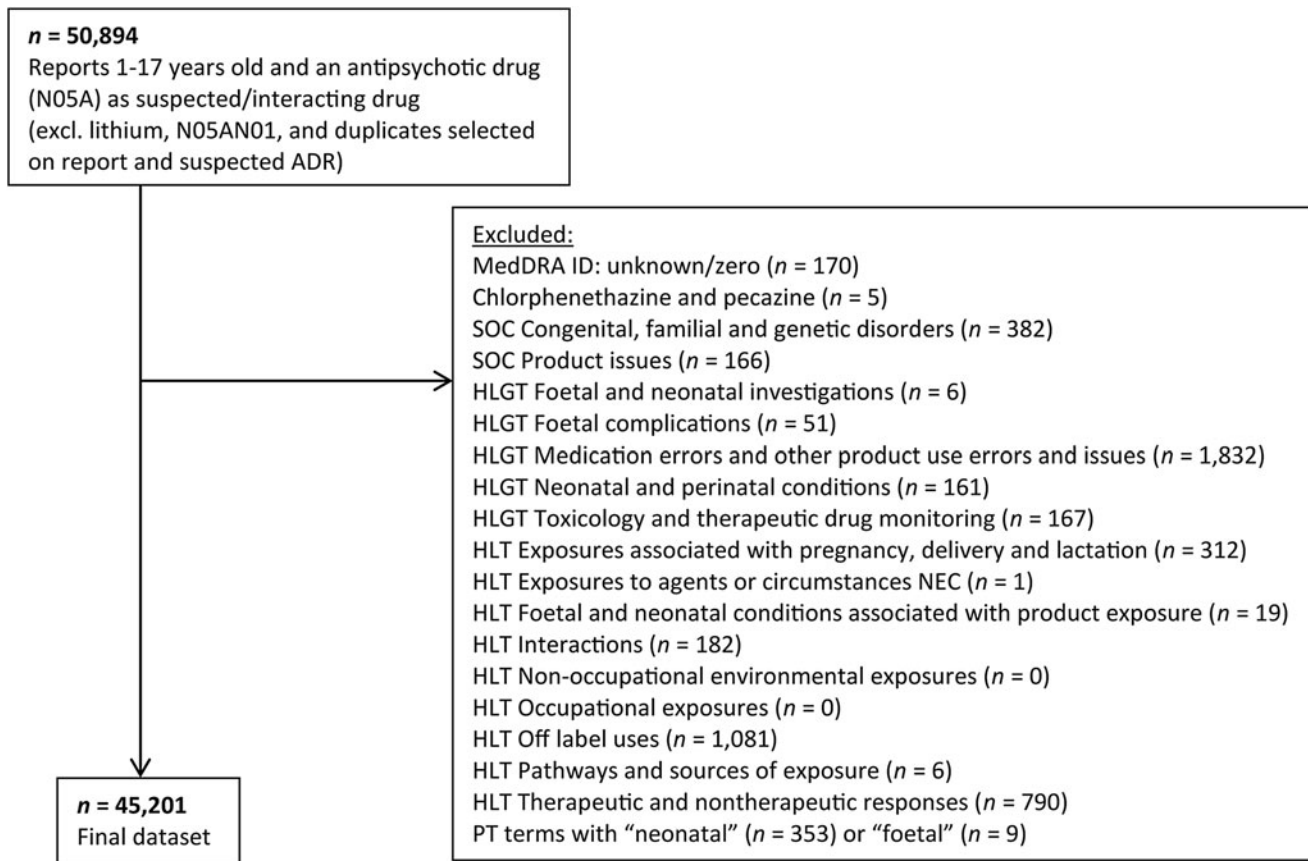 n = 50,894
Reports 1-17 years old and an antipsychotic drug
(N05A) as suspected/interacting drug
(excl. lithium, N05AN01, and duplicates selected
on report and suspected ADR)
Excluded:
MedDRA ID: unknown/zero (n = 170)
Chlorphenethazine and pecazine (n = 5)
SOC Congenital, familial and genetic disorders (n = 382)
SOC Product issues (n = 166)
HLGT Foetal and neonatal investigations (n = 6)
HLGT Foetal complications (n = 51)
HLGT Medication errors and other product use errors and issues (n = 1,832)
HLGT Neonatal and perinatal conditions (n = 161)
HLGT Toxicology and therapeutic drug monitoring (n = 167)
HLT Exposures associated with pregnancy, delivery and lactation (n = 312)
HLT Exposures to agents or circumstances NEC (n = 1)
HLT Foetal and neonatal conditions associated with product exposure (n = 19)
HLT Interactions (n = 182)
HLT Non-occupational environmental exposures (n = 0)
HLT Occupational exposures (n = 0)
HLT Off label uses (n = 1,081)
HLT Pathways and sources of exposure (n = 6)
HLT Therapeutic and nontherapeutic responses (n = 790)
PT terms with “neonatal” (n = 353) or “foetal” (n = 9)
n = 45,201
Final dataset